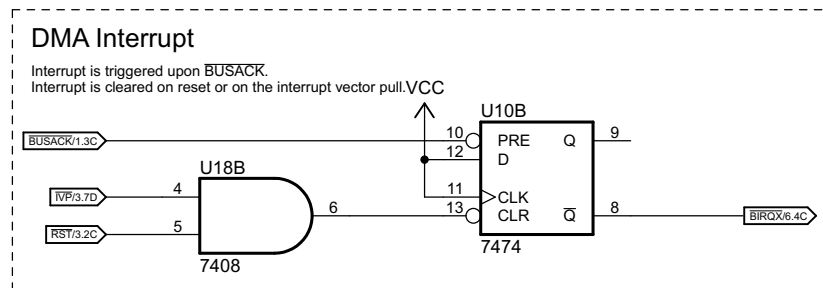 DMA Interrupt
Interrupt is triggered upon BUSACK.
Interrupt is cleared on reset or on the interrupt vector pull.
VCC
U10B
BUSACK/1.3C
10
PRE
Q
9
12
D
U18B
IVP/3.7D
4
11
CLK
6
13
CLR
Q
8
BIRQX/6.4C
RST/3.2C
5
7408
7474